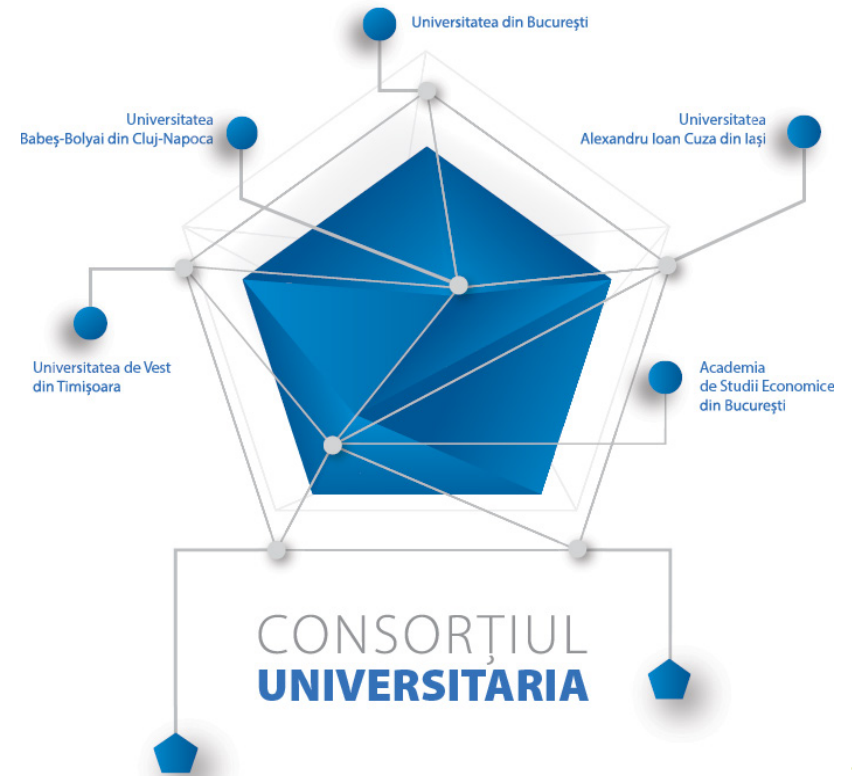 Universitatea din București
Universitatea
Babeș-Bolyai din Cluj-Napoca
Universitatea
Alexandru Ioan Cuza din Iași
Universitatea de Vest
din Timișoara
Academia
de Studii Economice
din București
CONSORȚIUL
UNIVERSITARIA